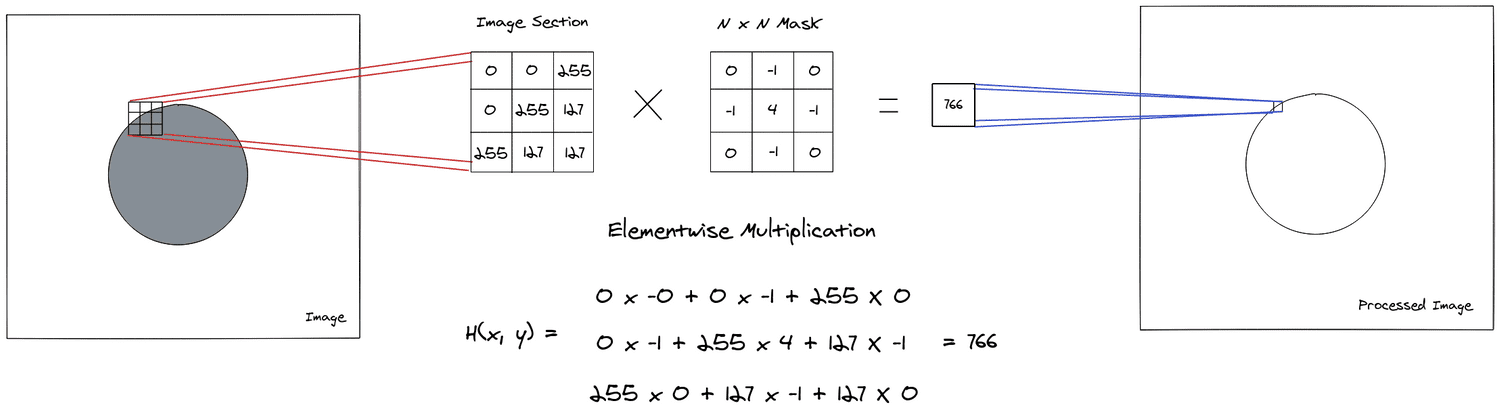 Image Section
N x N Mask
0 0 255
0 255 127
255 127 127
×
0 -1 0
-1 4 -1
0 -1 0
=
766
Image
Processed Image
Elementwise Multiplication
0 x -0 + 0 x -1 + 255 x 0
H(x, y) = 0 x -1 + 255 x 4 + 127 x -1 = 766
255 x 0 + 127 x -1 + 127 x 0